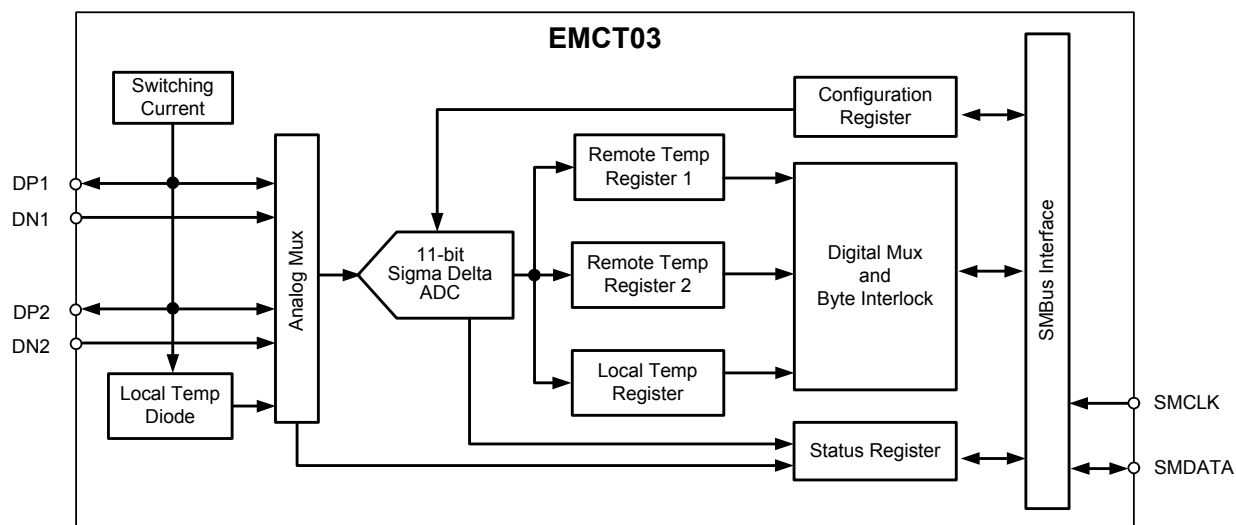 EMCT03
Switching
Current
Configuration
Register
DP1
DN1
Remote Temp
Register 1
Analog Mux
11-bit
Sigma Delta
ADC
Remote Temp
Register 2
Digital Mux
and
Byte Interlock
SMBus Interface
DP2
DN2
Local Temp
Diode
Local Temp
Register
SMCLK
Status Register
SMDATA